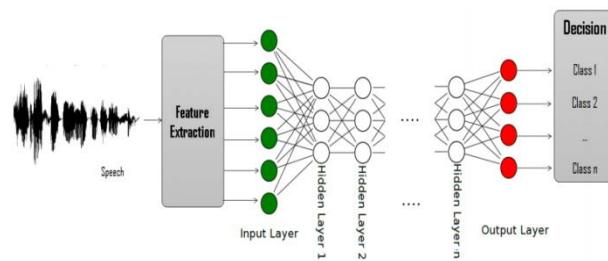 Speech
Feature
Extraction
Input Layer
Hidden Layer 1
Hidden Layer 2
....
....
Hidden Layer n
Output Layer
Decision
Class 1
Class 2
...
Class n